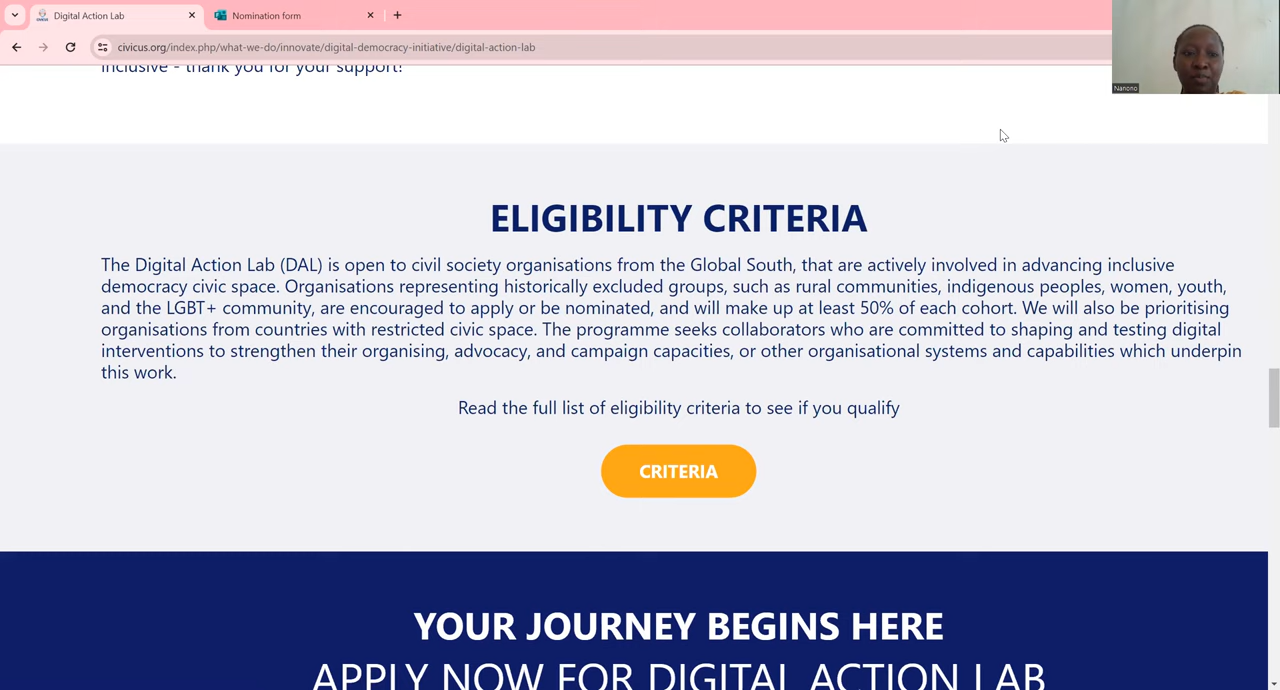 Digital Action Lab
Nomination form
civicus.org/index.php/what-we-do/innovate/digital-democracy-initiative/digital-action-lab
Nanono
inclusive - thank you for your support!
ELIGIBILITY CRITERIA
The Digital Action Lab (DAL) is open to civil society organisations from the Global South, that are actively involved in advancing inclusive
democracy civic space. Organisations representing historically excluded groups, such as rural communities, indigenous peoples, women, youth,
and the LGBT+ community, are encouraged to apply or be nominated, and will make up at least 50% of each cohort. We will also be prioritising
organisations from countries with restricted civic space. The programme seeks collaborators who are committed to shaping and testing digital
interventions to strengthen their organising, advocacy, and campaign capacities, or other organisational systems and capabilities which underpin
this work.
Read the full list of eligibility criteria to see if you qualify
CRITERIA
YOUR JOURNEY BEGINS HERE
APPLY NOW FOR DIGITAL ACTION LAB